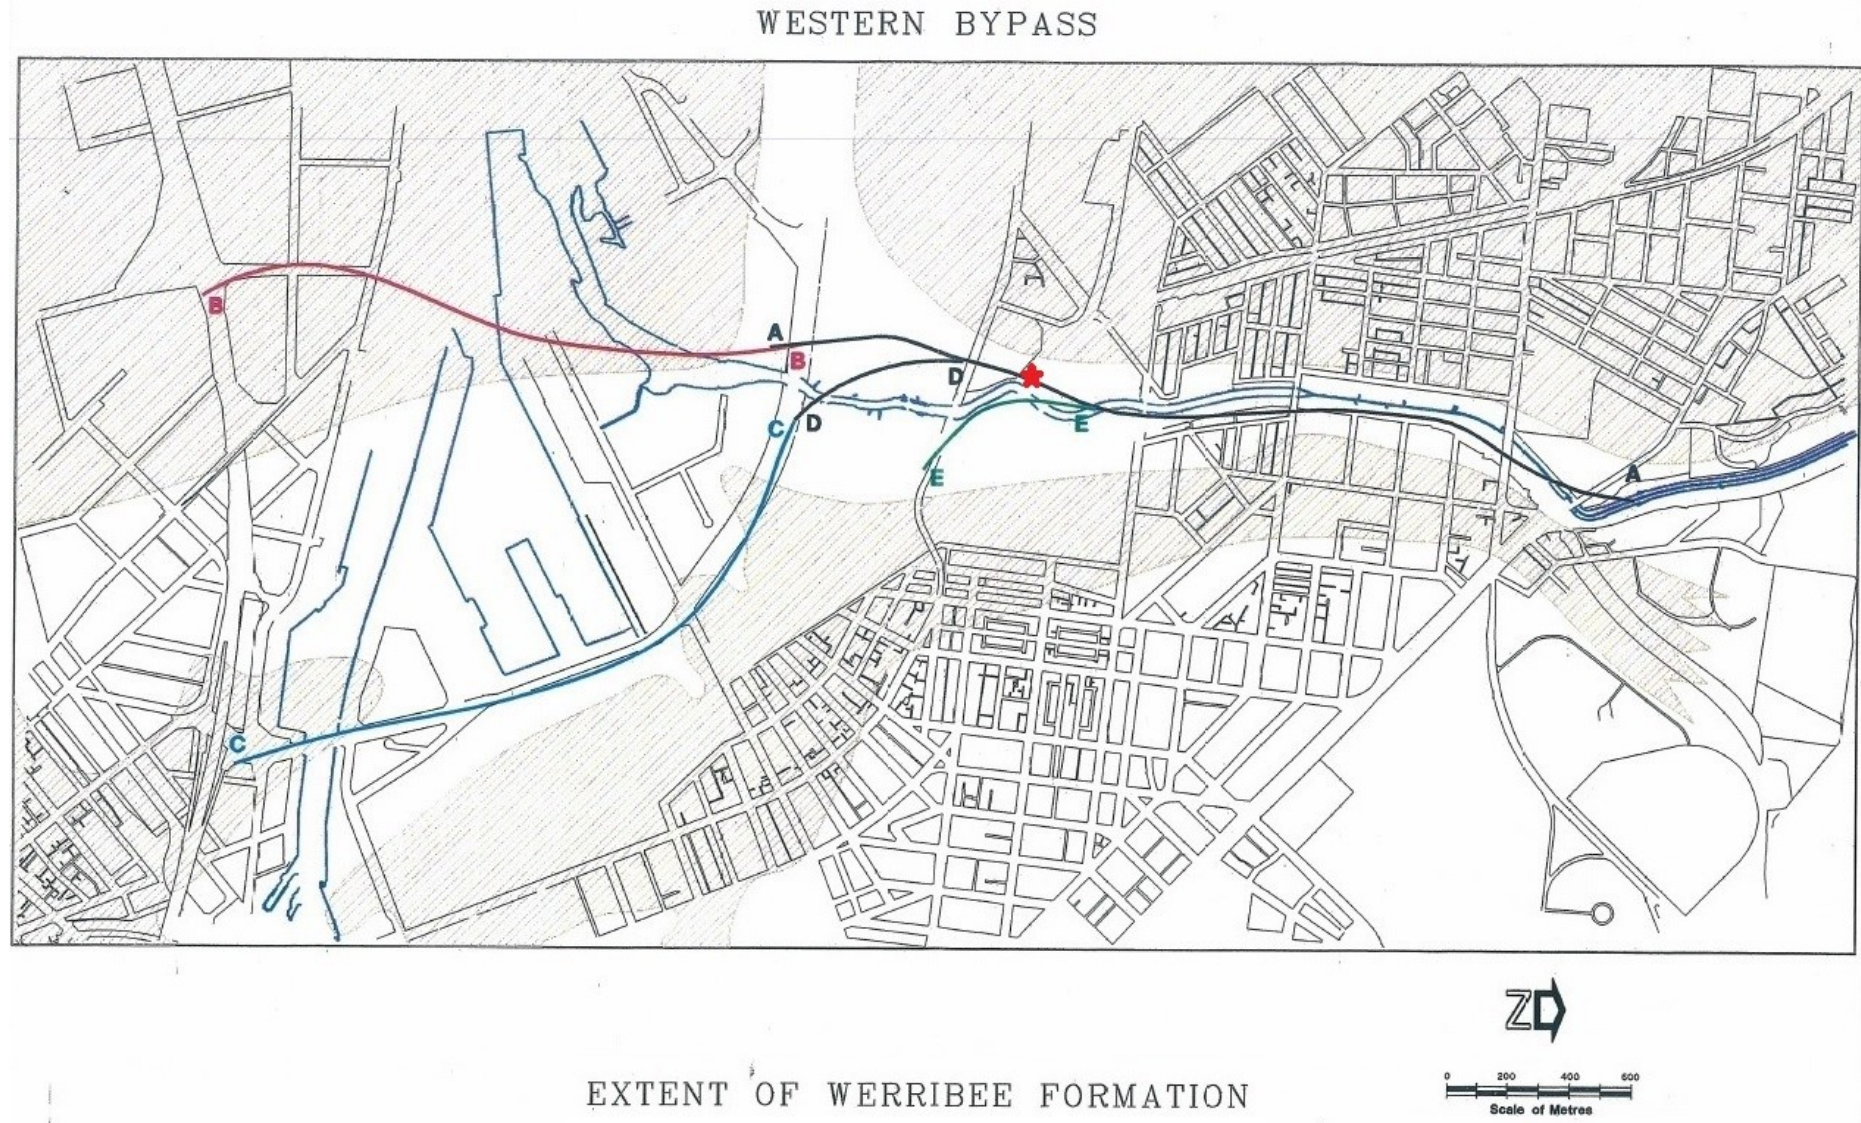 WESTERN BYPASS
B
A
B
D
C
D
E
E
A
C
Z
0 200 400 600
Scale of Metres
EXTENT OF WERRIBEE FORMATION